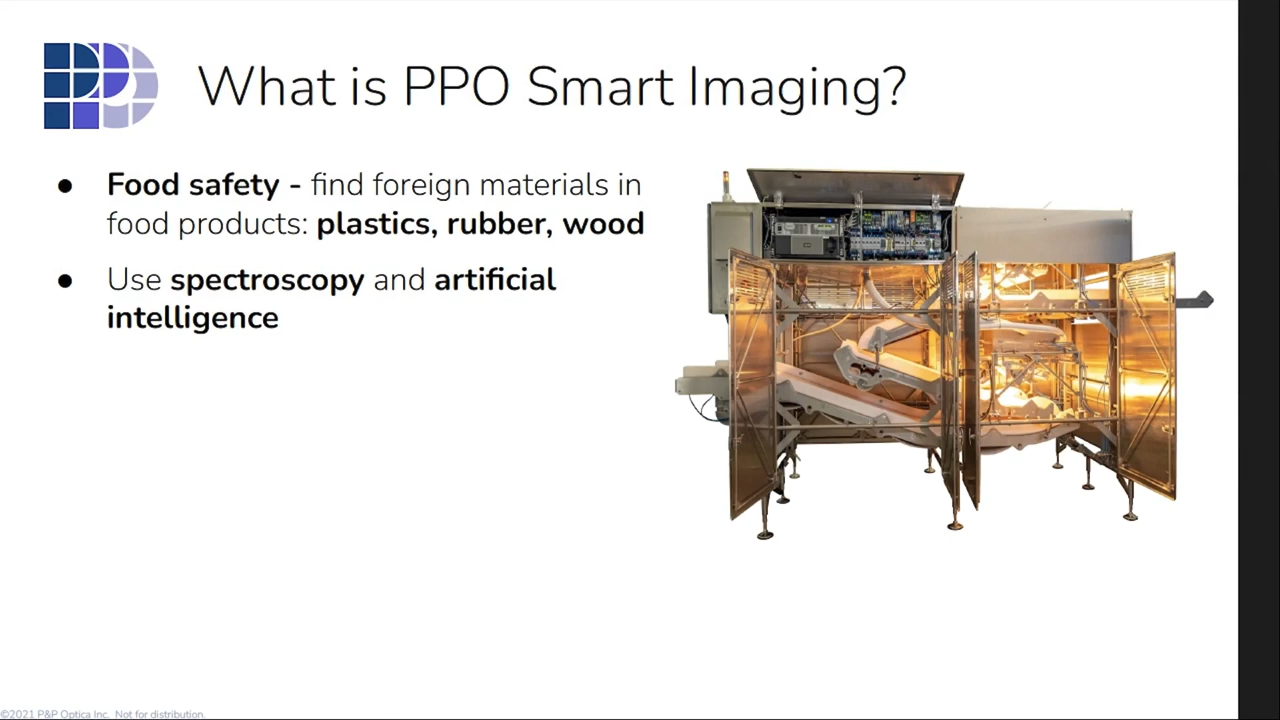 What is PPO Smart Imaging?
● Food safety - find foreign materials in
food products: plastics, rubber, wood
● Use spectroscopy and artificial
intelligence
©2021 P&P Optica Inc. Not for distribution.